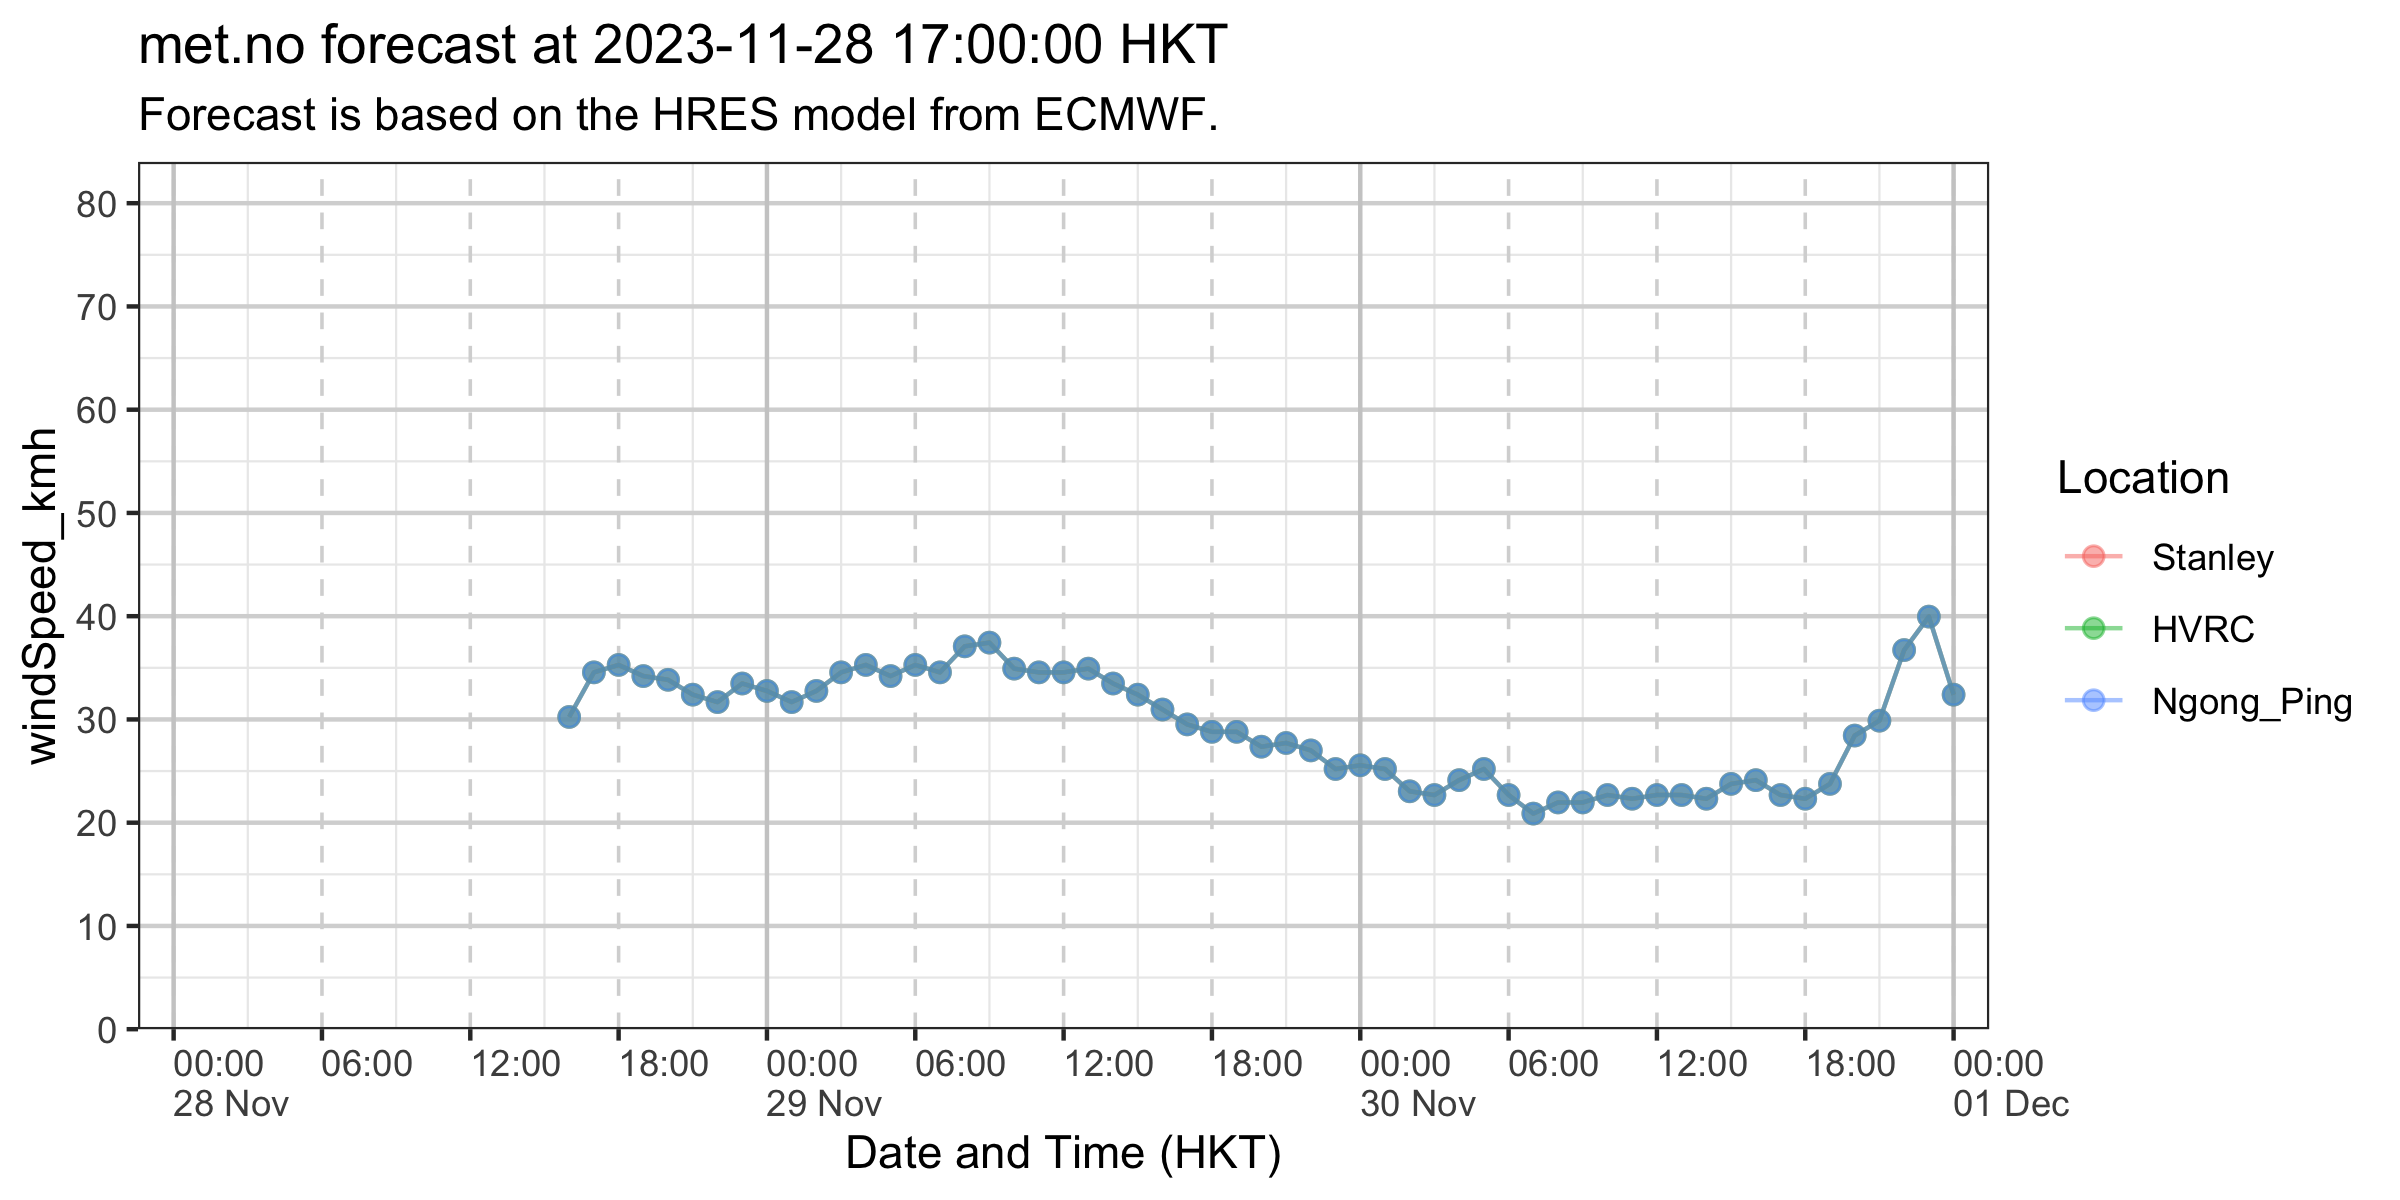 met.no forecast at 2023-11-28 17:00:00 HKT
Forecast is based on the HRES model from ECMWF.
windSpeed_kmh
80
70
60
50
40
30
20
10
0
00:00 06:00 12:00 18:00 00:00 06:00 12:00 18:00 00:00 06:00 12:00 18:00 00:00
28 Nov 29 Nov 30 Nov 01 Dec
Date and Time (HKT)
Location
Stanley
HVRC
Ngong_Ping